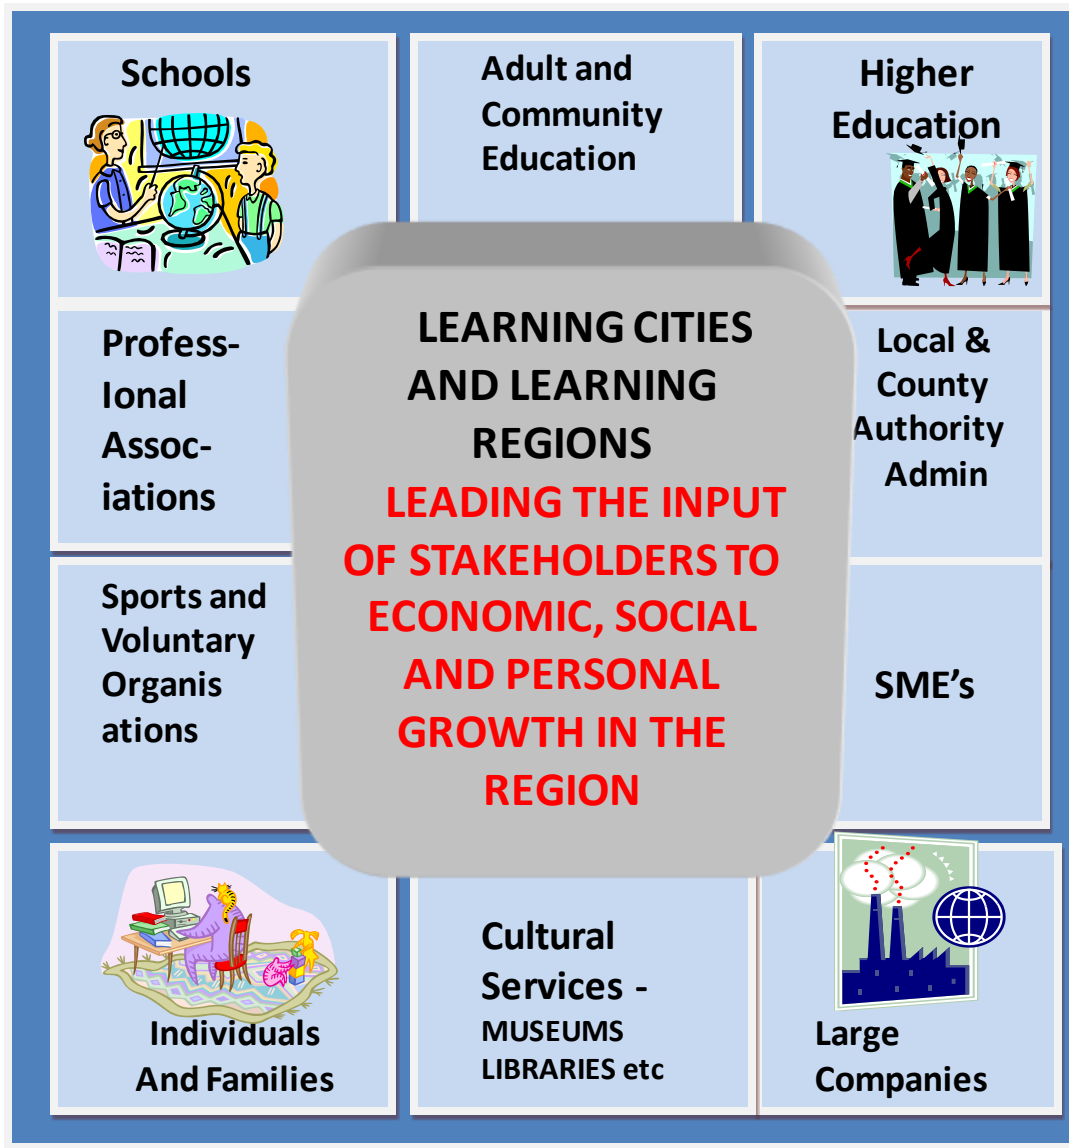 Schools
Adult and
Community
Education
Higher
Education
Profess-
Ional
Assoc-
iations
LEARNING CITIES
AND LEARNING
REGIONS
LEADING THE INPUT
OF STAKEHOLDERS TO
ECONOMIC, SOCIAL
AND PERSONAL
GROWTH IN THE
REGION
Local &
County
Authority
Admin
Sports and
Voluntary
Organis
ations
SME’s
Individuals
And Families
Cultural
Services -
MUSEUMS
LIBRARIES etc
Large
Companies